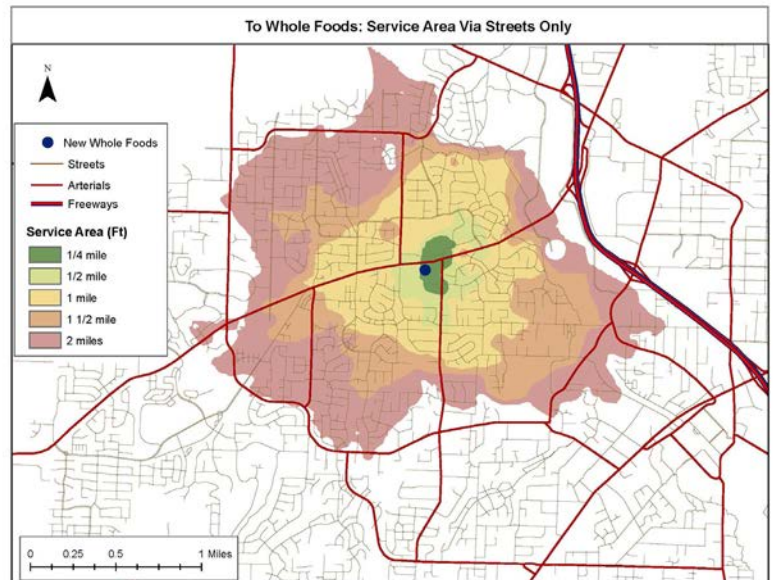 To Whole Foods: Service Area Via Streets Only
N
New Whole Foods
Streets
Arterials
Freeways
Service Area (Ft)
1/4 mile
1/2 mile
1 mile
1 1/2 mile
2 miles
0 0.25 0.5 1 Miles